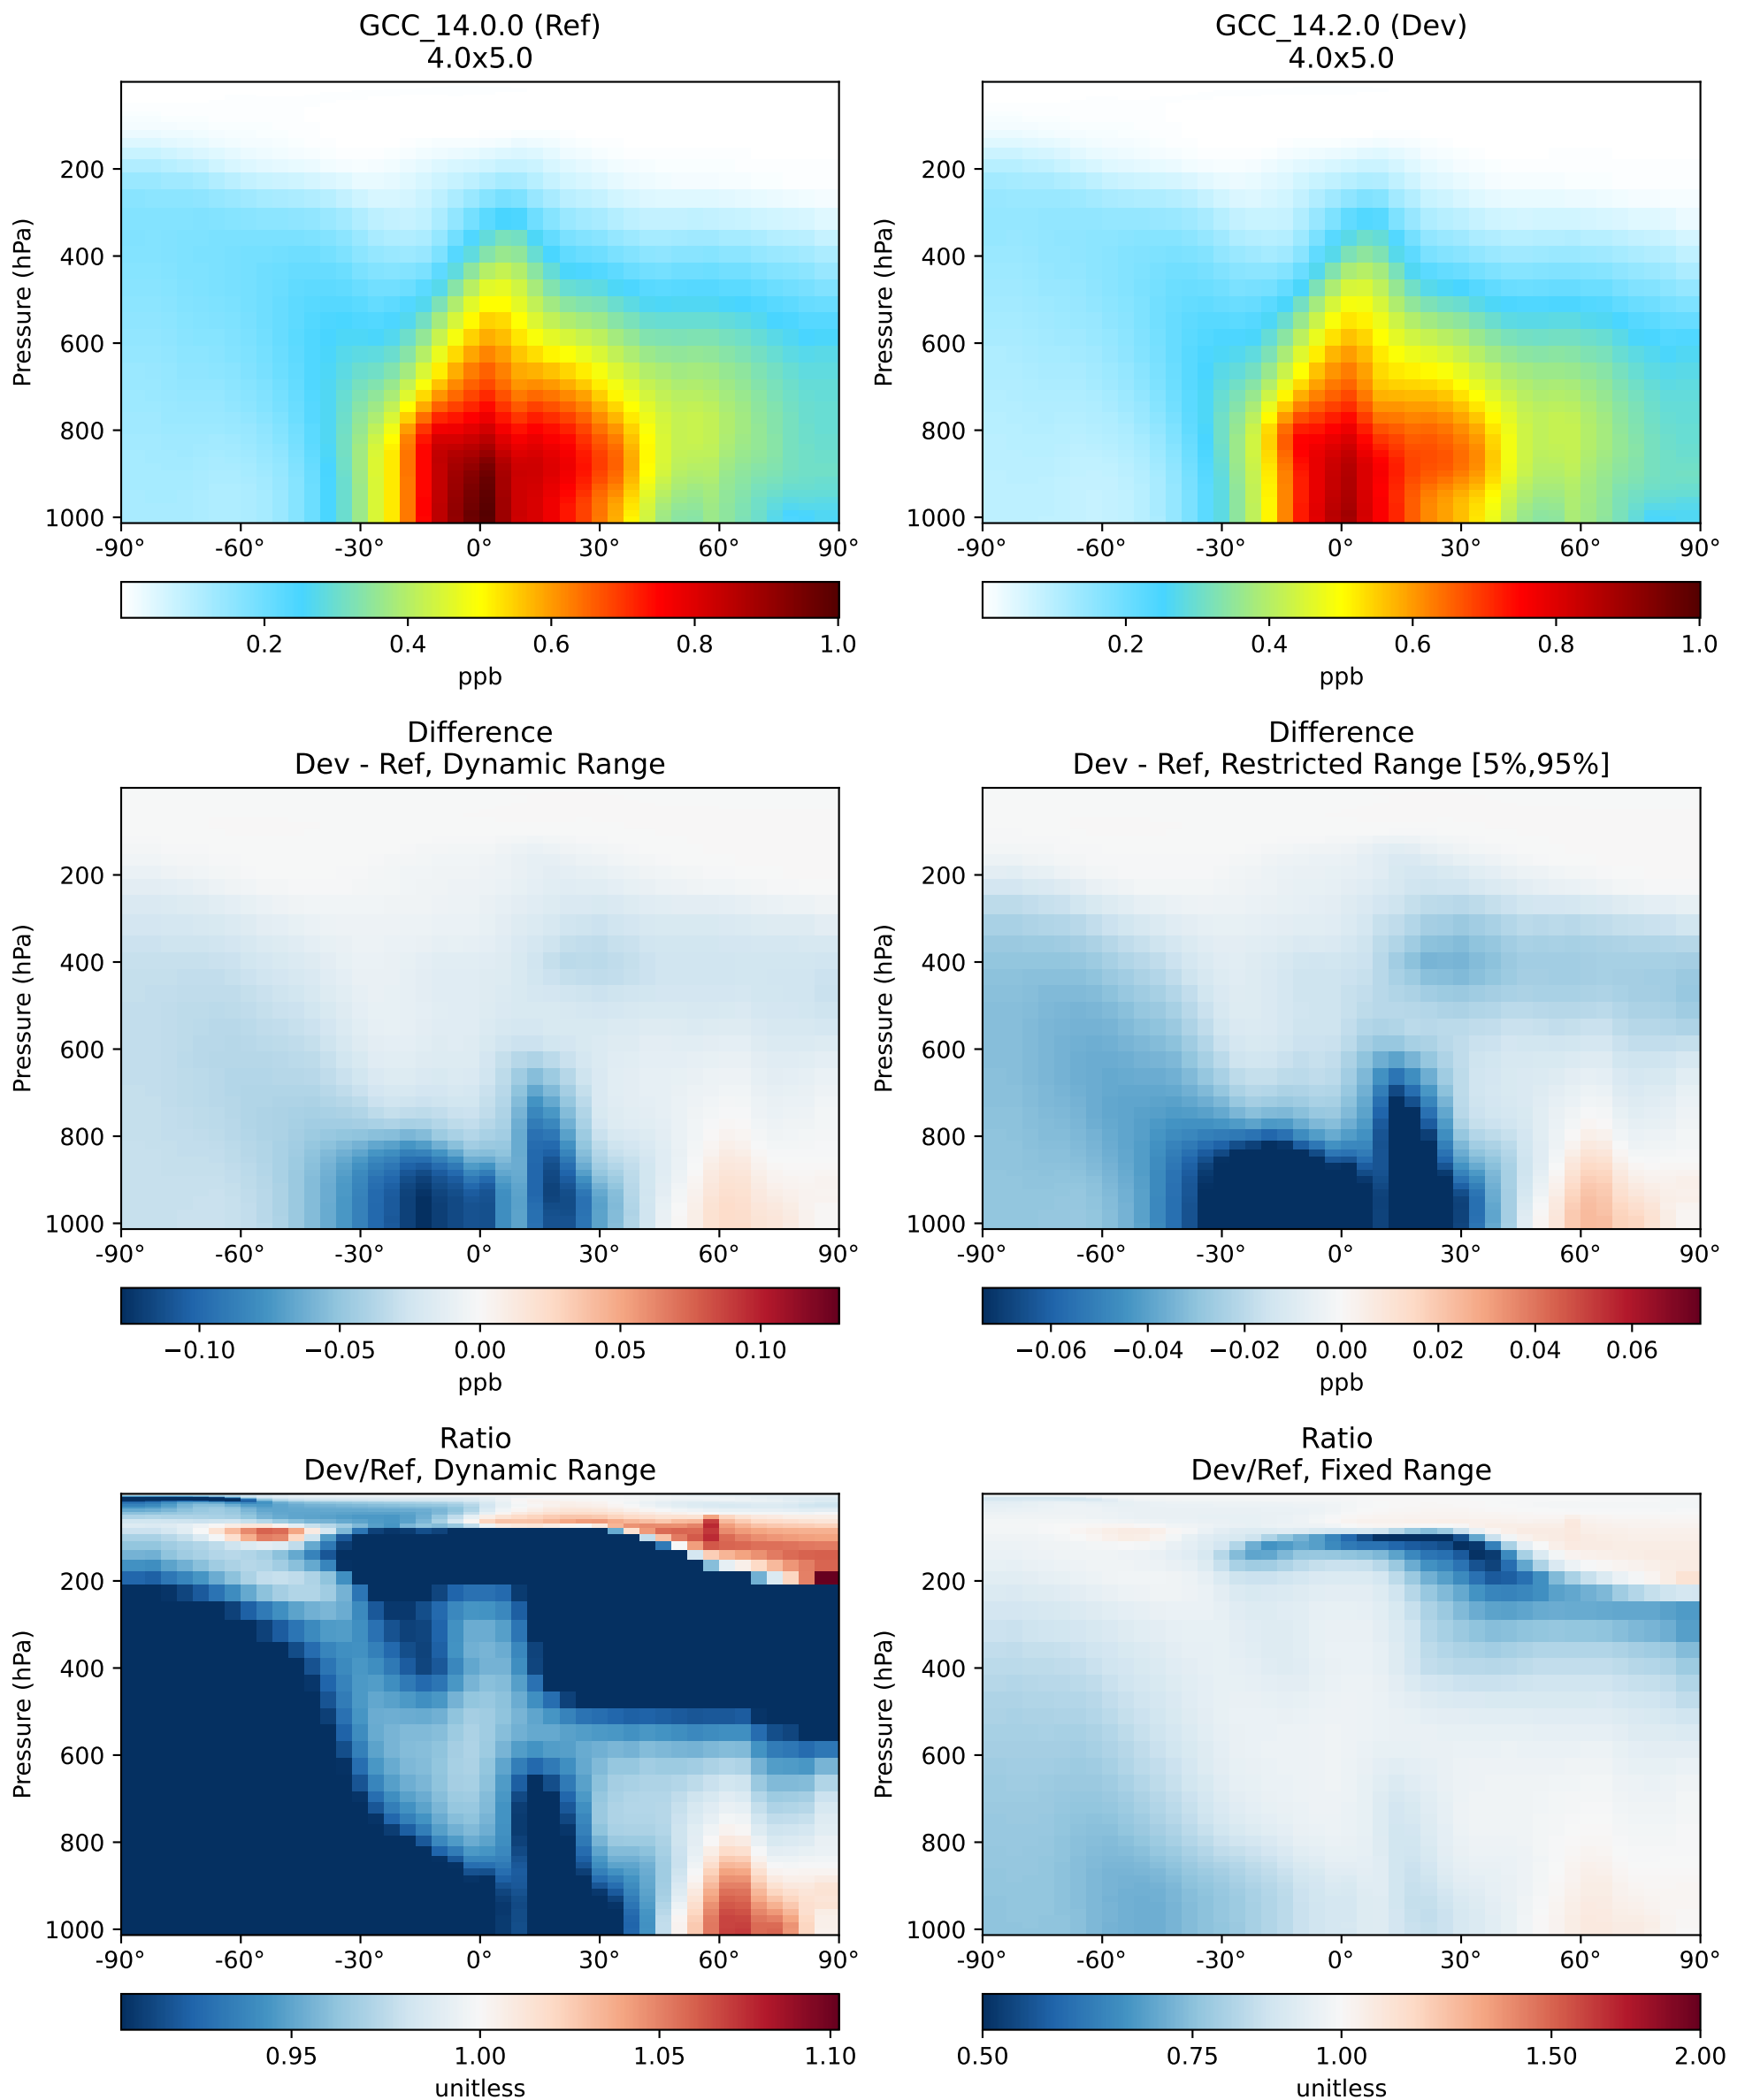 GCC_14.0.0 (Ref)
4.0x5.0
Pressure (hPa)
200
400
600
800
1000
-90° -60° -30° 0° 30° 60° 90°
0.2 0.4 0.6 0.8 1.0
ppb
GCC_14.2.0 (Dev)
4.0x5.0
Pressure (hPa)
200
400
600
800
1000
-90° -60° -30° 0° 30° 60° 90°
0.2 0.4 0.6 0.8 1.0
ppb
Difference
Dev - Ref, Dynamic Range
Pressure (hPa)
200
400
600
800
1000
-90° -60° -30° 0° 30° 60° 90°
−0.10 −0.05 0.00 0.05 0.10
ppb
Difference
Dev - Ref, Restricted Range [5%,95%]
Pressure (hPa)
200
400
600
800
1000
-90° -60° -30° 0° 30° 60° 90°
−0.06 −0.04 −0.02 0.00 0.02 0.04 0.06
ppb
Ratio
Dev/Ref, Dynamic Range
Pressure (hPa)
200
400
600
800
1000
-90° -60° -30° 0° 30° 60° 90°
0.95 1.00 1.05 1.10
unitless
Ratio
Dev/Ref, Fixed Range
Pressure (hPa)
200
400
600
800
1000
-90° -60° -30° 0° 30° 60° 90°
0.50 0.75 1.00 1.50 2.00
unitless